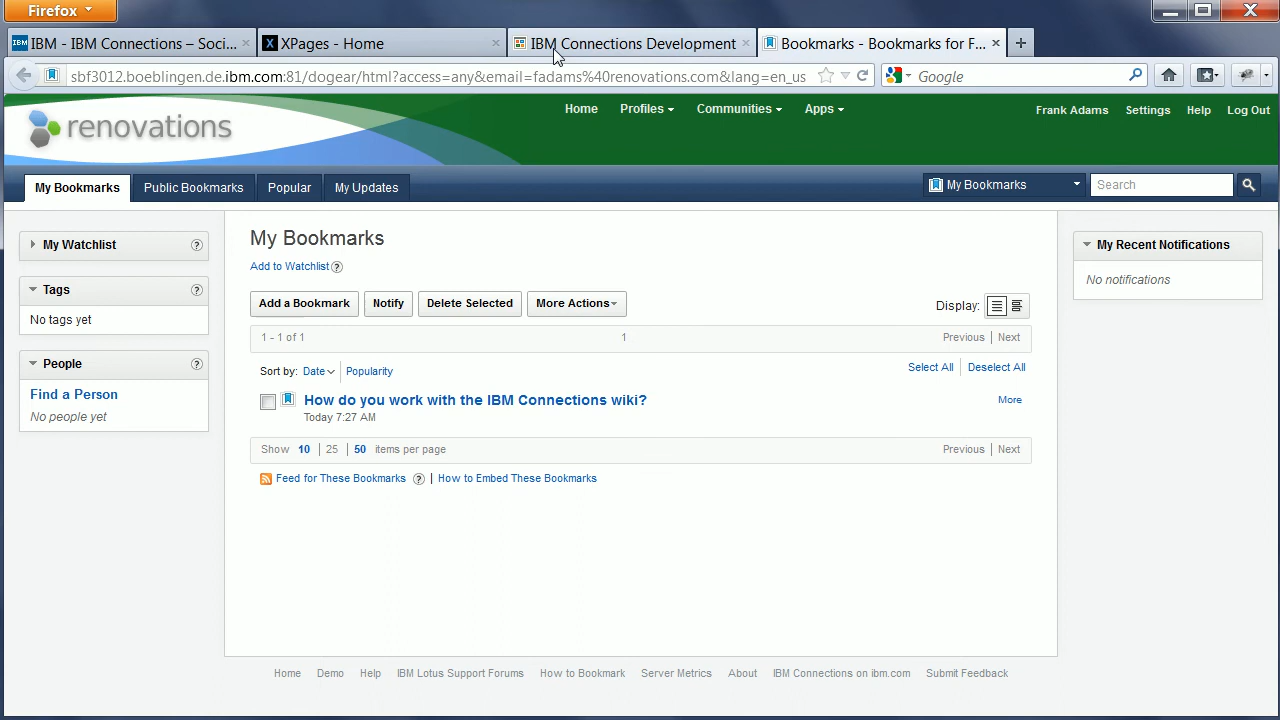 Firefox
IBM - IBM Connections – Soci...
XPages - Home
IBM Connections Development
Bookmarks - Bookmarks for F...
sbf3012.boeblingen.de.ibm.com:81/dogear/html?access=any&email=fadams%40renovations.com&lang=en_us
Google
renovations
Home Profiles Communities Apps
Frank Adams Settings Help Log Out
My Bookmarks Public Bookmarks Popular My Updates
My Bookmarks Search
My Watchlist ?
Tags ?
No tags yet
People ?
Find a Person
No people yet
My Bookmarks
Add to Watchlist ?
Add a Bookmark Notify Delete Selected More Actions
Display:
1 - 1 of 1 1 Previous | Next
Sort by: Date | Popularity Select All | Deselect All
How do you work with the IBM Connections wiki? More
Today 7:27 AM
Show 10 | 25 | 50 items per page Previous | Next
Feed for These Bookmarks ? | How to Embed These Bookmarks
My Recent Notifications
No notifications
Home Demo Help IBM Lotus Support Forums How to Bookmark Server Metrics About IBM Connections on ibm.com Submit Feedback